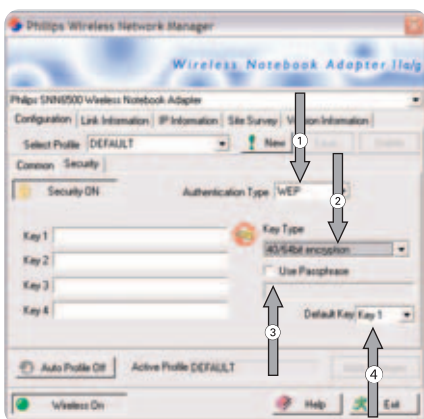 Philips Wireless Network Manager
Wireless Notebook Adapter 11a/g
Philips SNN6500 Wireless Notebook Adapter
Configuration Link Information IP Information Site Survey Version Information
Select Profile DEFAULT New
Common Security
Security ON Authentication Type WEP
1
2
Key 1 Key Type
40/64bit encryption
Key 2 Use Passphrase
Key 3
Key 4 Default Key Key 1
3
Auto Profile Off Active Profile DEFAULT
4
Wireless On Help Exit